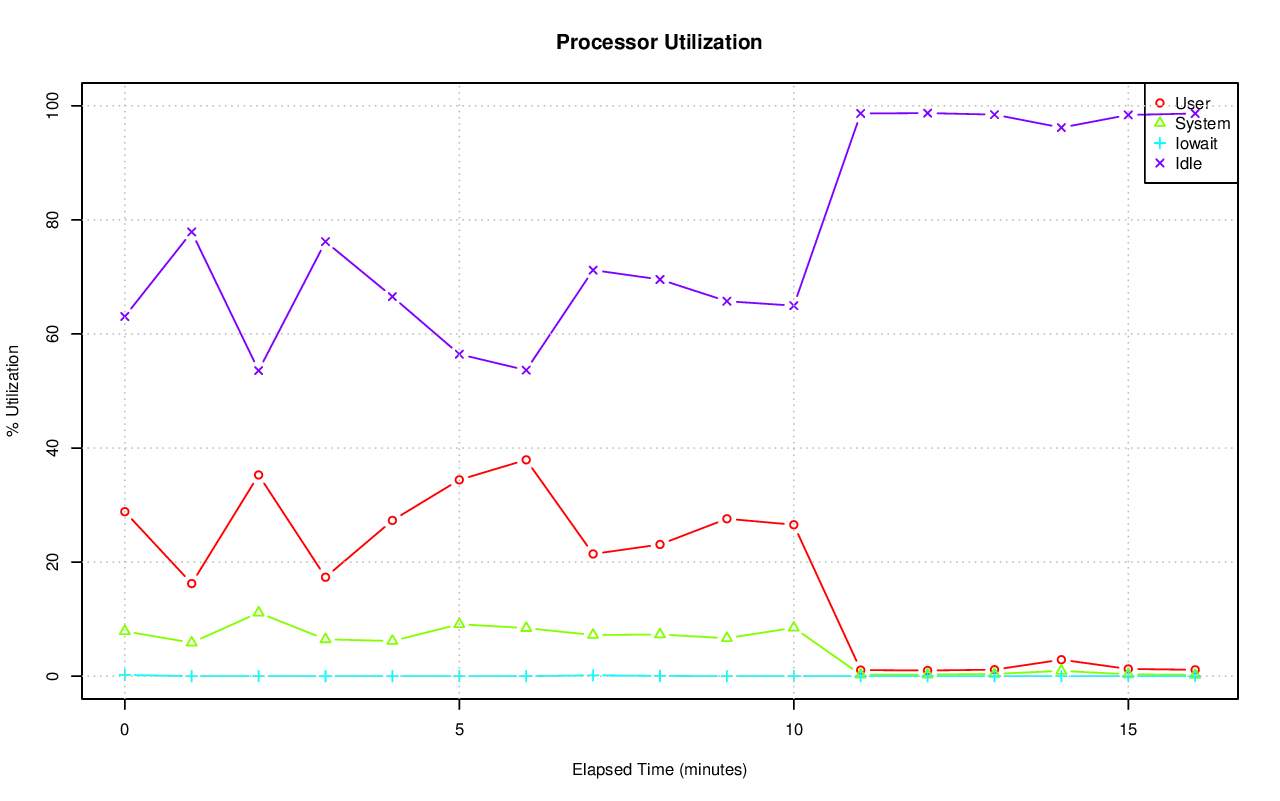 Processor Utilization
100
80
60
40
20
0
% Utilization
User
System
Iowait
Idle
0 5 10 15
Elapsed Time (minutes)